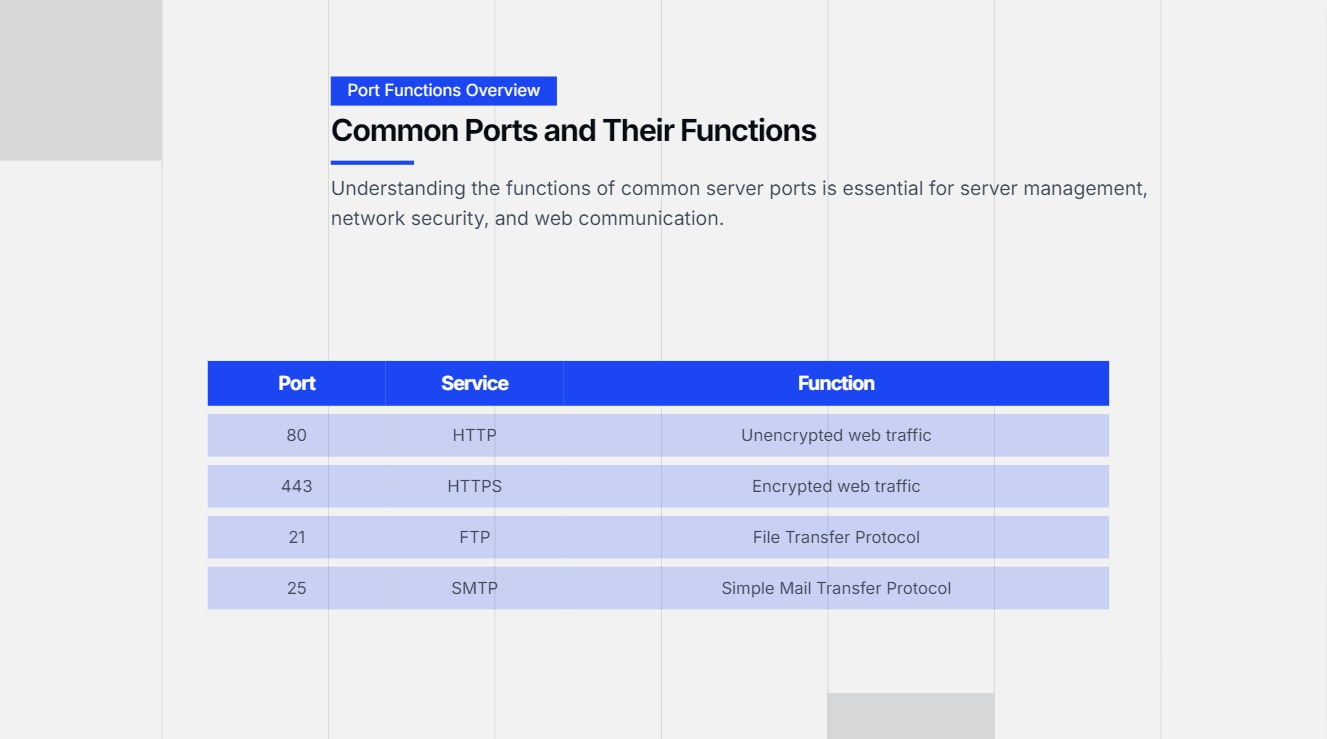 Port Functions Overview
Common Ports and Their Functions
Understanding the functions of common server ports is essential for server management,
network security, and web communication.
Port Service Function
80 HTTP Unencrypted web traffic
443 HTTPS Encrypted web traffic
21 FTP File Transfer Protocol
25 SMTP Simple Mail Transfer Protocol